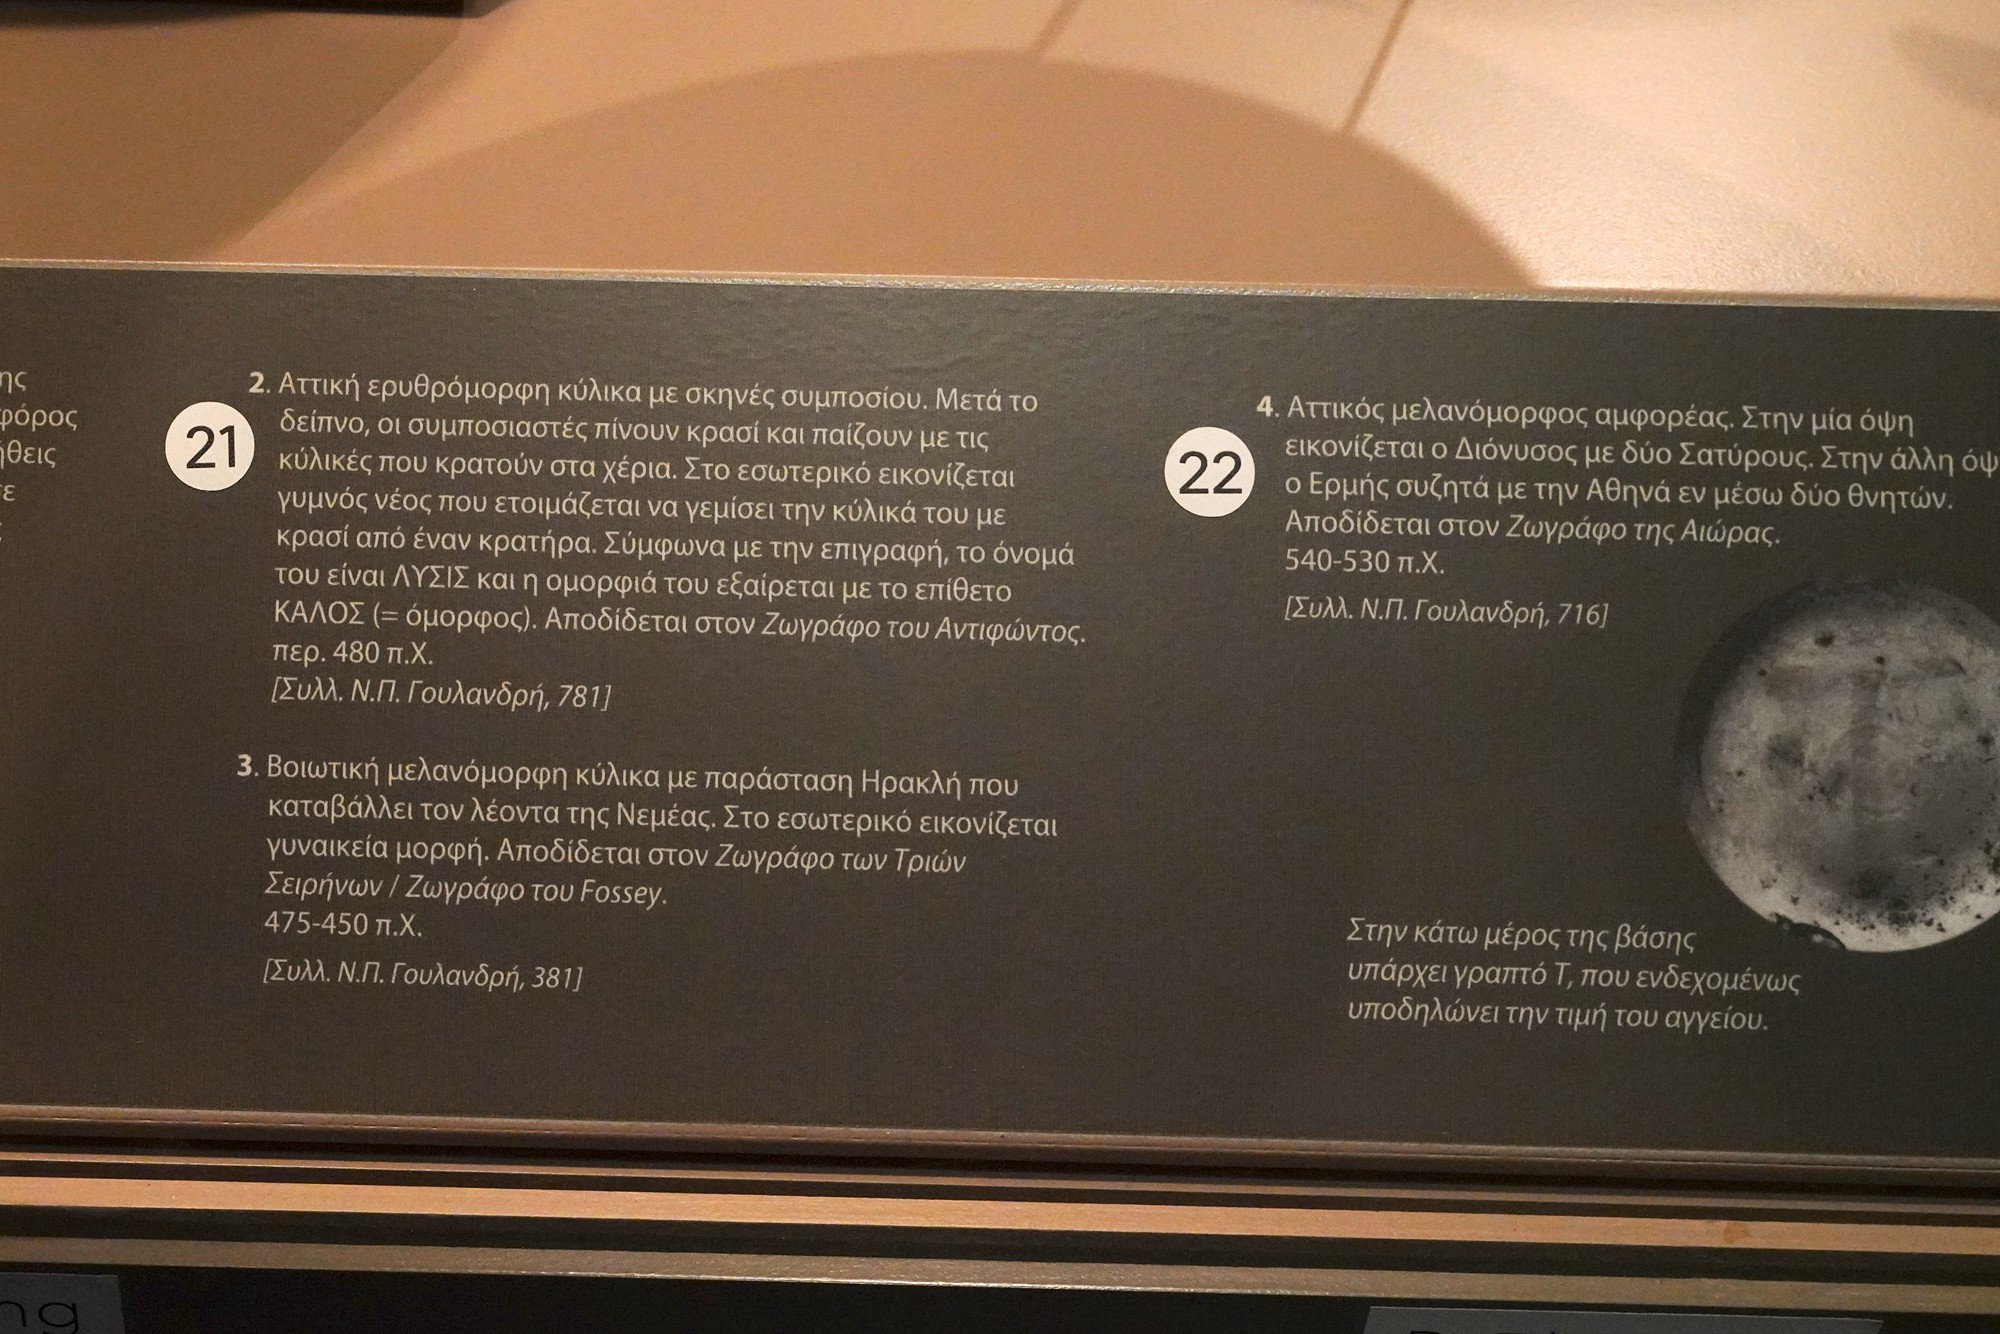 ης
φόρος
ήθεις
σε
21
2. Αττική ερυθρόμορφη κύλικα με σκηνές συμποσίου. Μετά το
δείπνο, οι συμποσιαστές πίνουν κρασί και παίζουν με τις
κύλικές που κρατούν στα χέρια. Στο εσωτερικό εικονίζεται
γυμνός νέος που ετοιμάζεται να γεμίσει την κύλικά του με
κρασί από έναν κρατήρα. Σύμφωνα με την επιγραφή, το όνομά
του είναι ΛΥΣΙΣ και η ομορφιά του εξαίρεται με το επίθετο
ΚΑΛΟΣ (= όμορφος). Αποδίδεται στον Ζωγράφο του Αντιφώντος.
περ. 480 π.Χ.
[Συλλ. Ν.Π. Γουλανδρή, 781]
3. Βοιωτική μελανόμορφη κύλικα με παράσταση Ηρακλή που
καταβάλλει τον λέοντα της Νεμέας. Στο εσωτερικό εικονίζεται
γυναικεία μορφή. Αποδίδεται στον Ζωγράφο των Τριών
Σειρήνων / Ζωγράφο του Fossey.
475-450 π.Χ.
[Συλλ. Ν.Π. Γουλανδρή, 381]
22
4. Αττικός μελανόμορφος αμφορέας. Στην μία όψη
εικονίζεται ο Διόνυσος με δύο Σατύρους. Στην άλλη όψ
ο Ερμής συζητά με την Αθηνά εν μέσω δύο θνητών.
Αποδίδεται στον Ζωγράφο της Αιώρας.
540-530 π.Χ.
[Συλλ. Ν.Π. Γουλανδρή, 716]
Στην κάτω μέρος της βάσης
υπάρχει γραπτό Τ, που ενδεχομένως
υποδηλώνει την τιμή του αγγείου.
ng